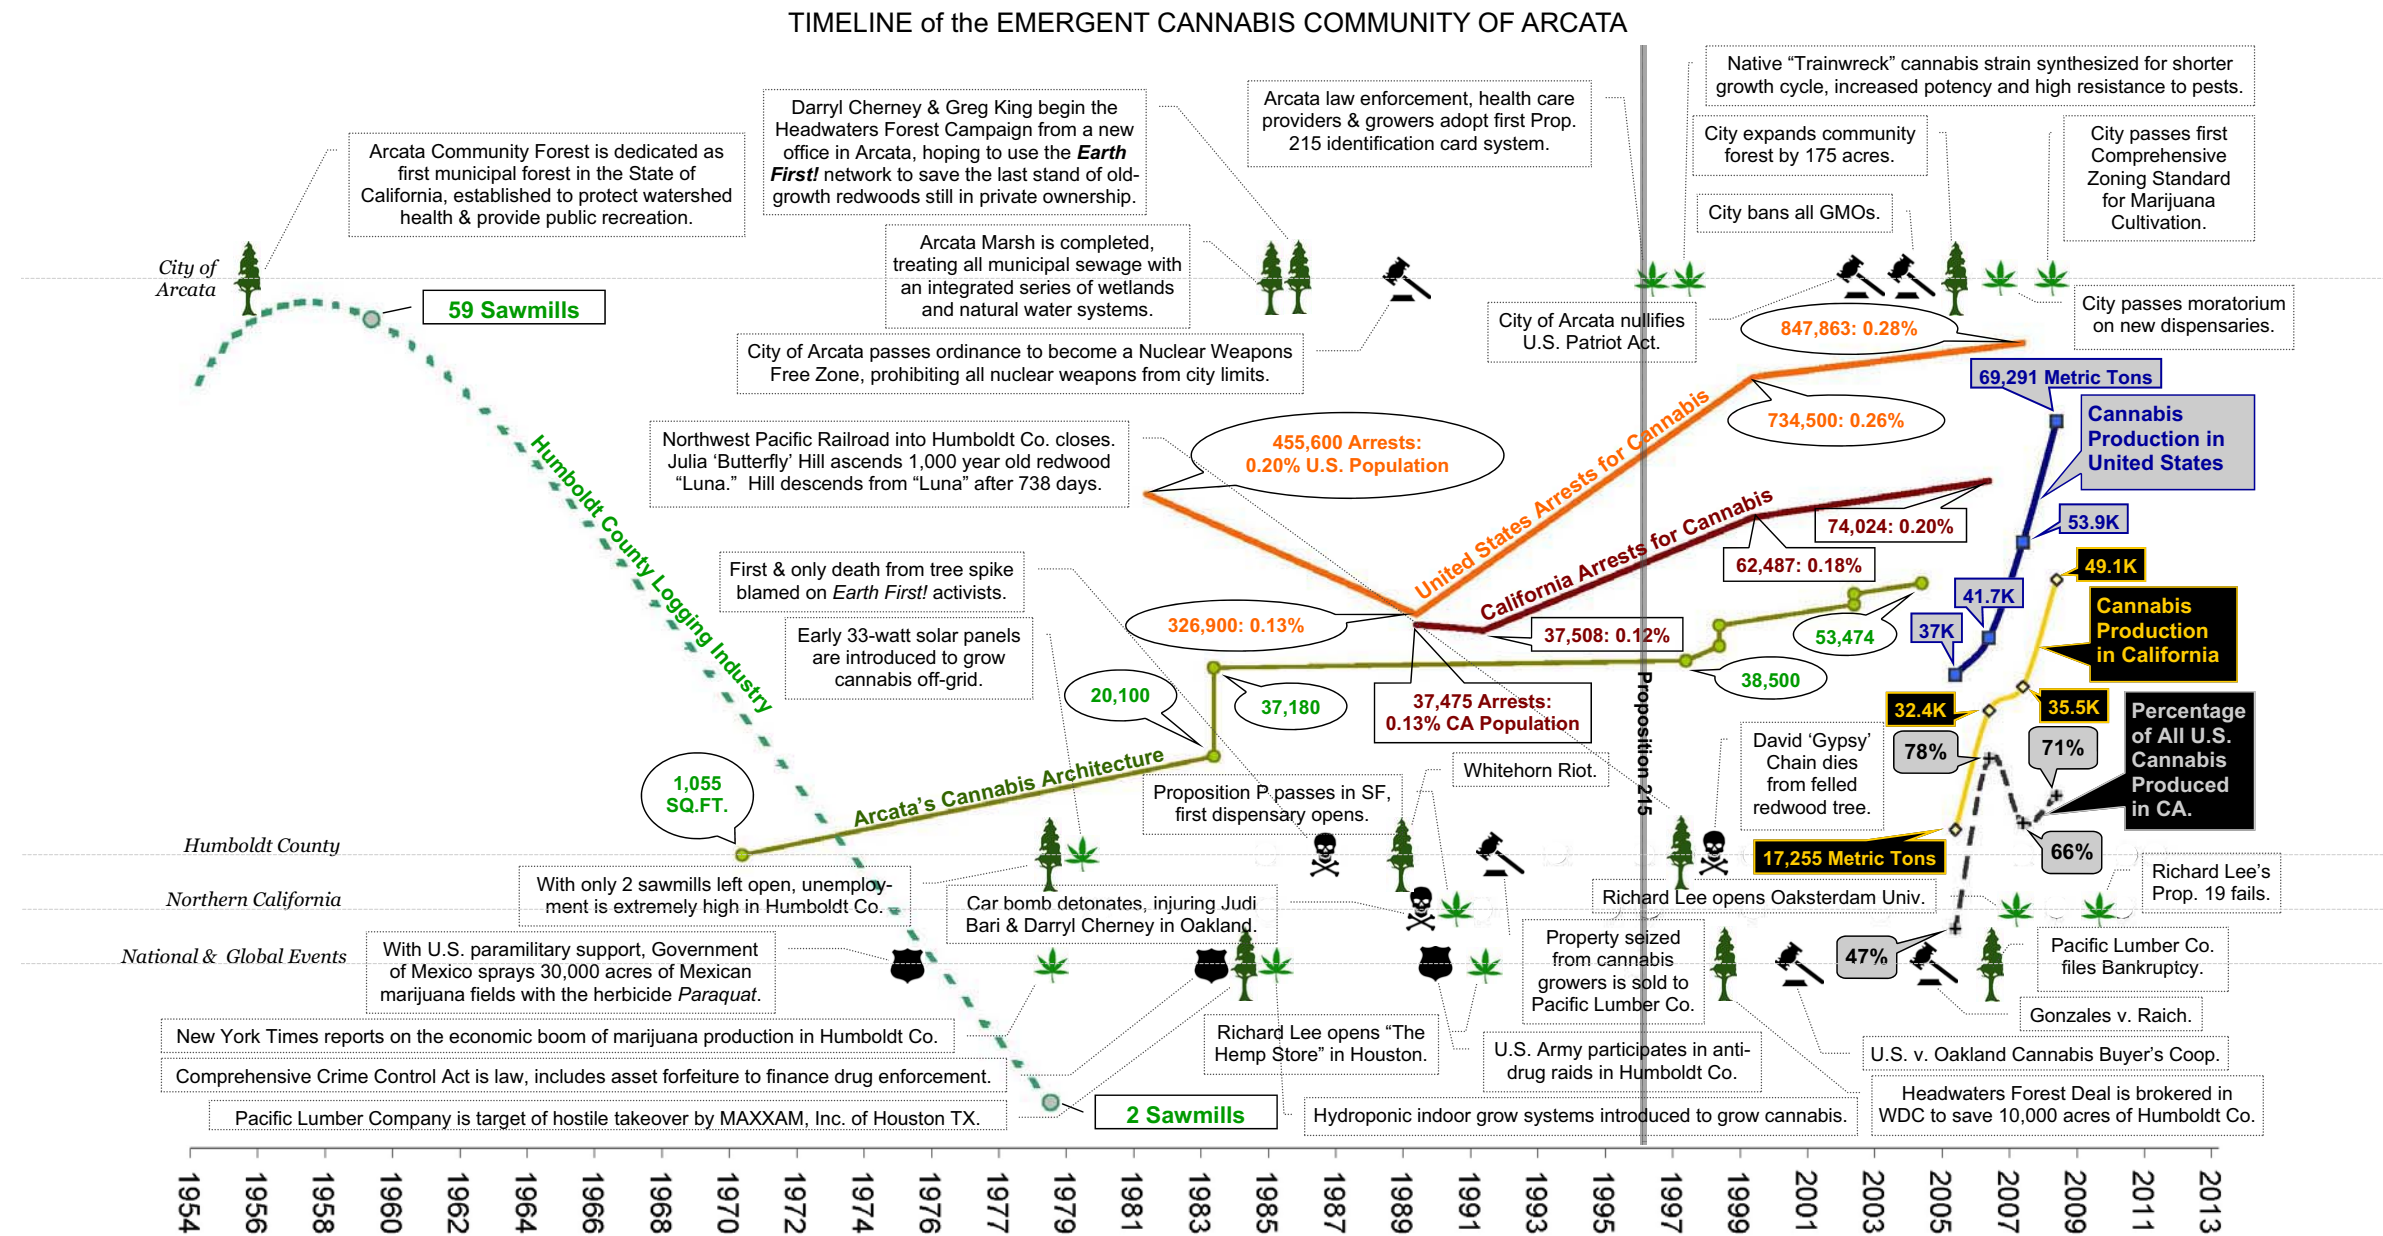 TIMELINE of the EMERGENT CANNABIS COMMUNITY OF ARCATA
Native “Trainwreck” cannabis strain synthesized for shorter
growth cycle, increased potency and high resistance to pests.
Arcata law enforcement, health care
providers & growers adopt first Prop.
215 identification card system.
Darryl Cherney & Greg King begin the
Headwaters Forest Campaign from a new
office in Arcata, hoping to use the Earth
First! network to save the last stand of old-
growth redwoods still in private ownership.
City expands community
forest by 175 acres.
City passes first
Comprehensive
Zoning Standard
for Marijuana
Cultivation.
Arcata Community Forest is dedicated as
first municipal forest in the State of
California, established to protect watershed
health & provide public recreation.
City bans all GMOs.
Arcata Marsh is completed,
treating all municipal sewage with
an integrated series of wetlands
and natural water systems.
City of
Arcata
59 Sawmills
City of Arcata nullifies
U.S. Patriot Act.
847,863: 0.28%
City passes moratorium
on new dispensaries.
City of Arcata passes ordinance to become a Nuclear Weapons
Free Zone, prohibiting all nuclear weapons from city limits.
69,291 Metric Tons
Cannabis
Production in
United States
734,500: 0.26%
Northwest Pacific Railroad into Humboldt Co. closes.
Julia ‘Butterfly’ Hill ascends 1,000 year old redwood
“Luna.”  Hill descends from “Luna” after 738 days.
455,600 Arrests:
0.20% U.S. Population
United States Arrests for Cannabis
Humboldt County Logging Industry
California Arrests for Cannabis
74,024: 0.20%
53.9K
62,487: 0.18%
49.1K
First & only death from tree spike
blamed on Earth First! activists.
41.7K
Cannabis
Production
in California
326,900: 0.13%
37,508: 0.12%
53,474
37K
Early 33-watt solar panels
are introduced to grow
cannabis off-grid.
20,100
37,180
37,475 Arrests:
0.13% CA Population
38,500
Proposition 215
32.4K
35.5K
Percentage
of All U.S.
Cannabis
Produced
in CA.
78%
71%
David ‘Gypsy’
Chain dies
from felled
redwood tree.
Whitehorn Riot.
1,055
SQ.FT.
Arcata’s Cannabis Architecture
Proposition P passes in SF,
first dispensary opens.
Humboldt County
17,255 Metric Tons
66%
Richard Lee’s
Prop. 19 fails.
With only 2 sawmills left open, unemploy-
ment is extremely high in Humboldt Co.
Northern California
Car bomb detonates, injuring Judi
Bari & Darryl Cherney in Oakland.
Richard Lee opens Oaksterdam Univ.
National & Global Events
With U.S. paramilitary support, Government
of Mexico sprays 30,000 acres of Mexican
marijuana fields with the herbicide Paraquat.
Property seized
from cannabis
growers is sold to
Pacific Lumber Co.
47%
Pacific Lumber Co.
files Bankruptcy.
Gonzales v. Raich.
New York Times reports on the economic boom of marijuana production in Humboldt Co.
Richard Lee opens “The
Hemp Store” in Houston.
U.S. Army participates in anti-
drug raids in Humboldt Co.
U.S. v. Oakland Cannabis Buyer’s Coop.
Comprehensive Crime Control Act is law, includes asset forfeiture to finance drug enforcement.
Headwaters Forest Deal is brokered in
WDC to save 10,000 acres of Humboldt Co.
Pacific Lumber Company is target of hostile takeover by MAXXAM, Inc. of Houston TX.
2 Sawmills
Hydroponic indoor grow systems introduced to grow cannabis.
1954 1956 1958 1960 1962 1964 1966 1968 1970 1972 1974 1976 1977 1979 1981 1983 1985 1987 1989 1991 1993 1995 1997 1999 2001 2003 2005 2007 2009 2011 2013